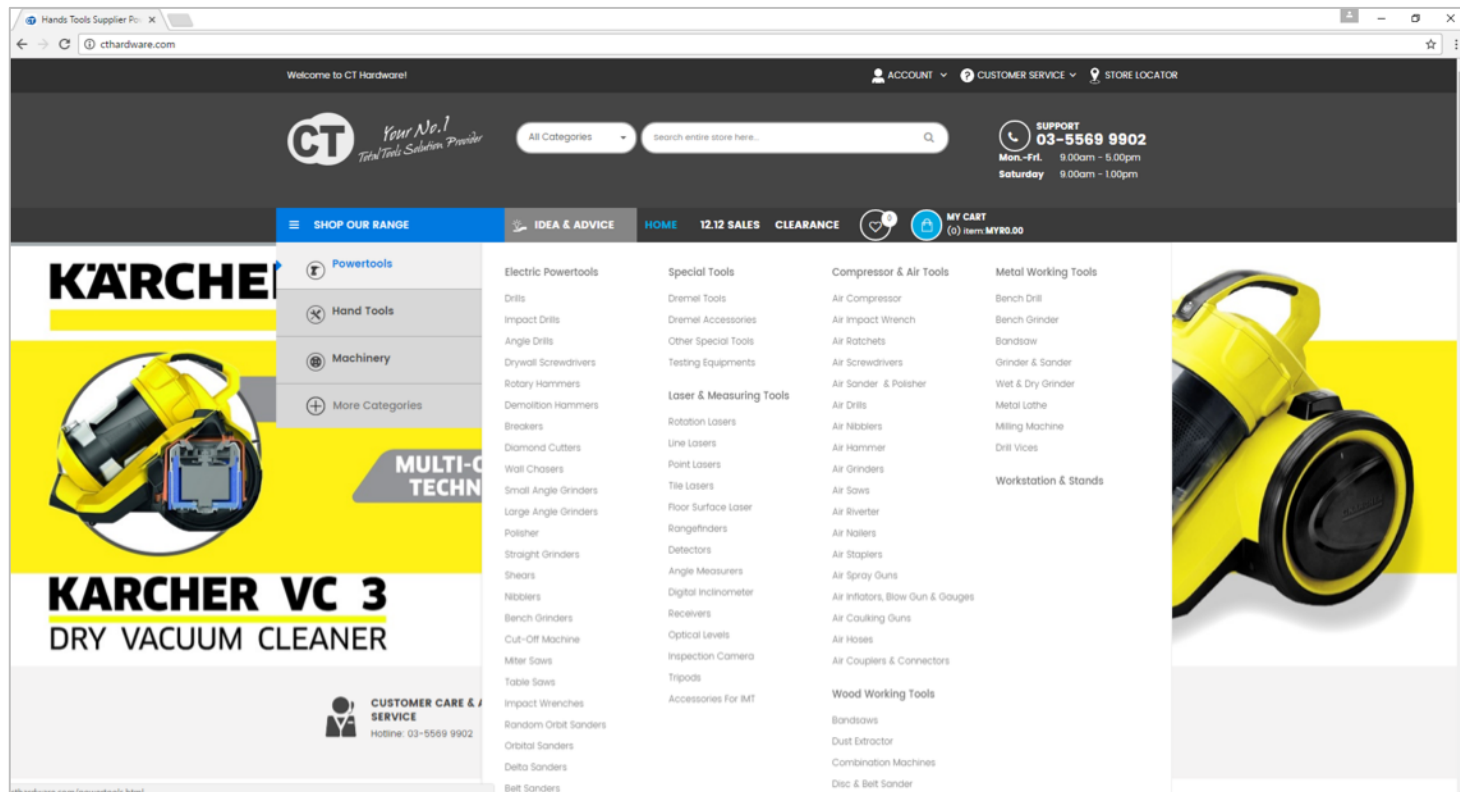 Hands Tools Supplier Po
cthardware.com
Welcome to CT Hardware!
ACCOUNT
CUSTOMER SERVICE
STORE LOCATOR
CT
Your No.1
Total Tools Solution Provider
All Categories
Search entire store here...
SUPPORT
03-5569 9902
Mon.-Fri. 9.00am - 5.00pm
Saturday 9.00am - 1.00pm
SHOP OUR RANGE
IDEA & ADVICE
HOME
12.12 SALES
CLEARANCE
0
MY CART
(0) item:MYR0.00
KÄRCHE
MULTI-C
TECHN
KARCHER VC 3
DRY VACUUM CLEANER
Powertools
Hand Tools
Machinery
More Categories
Electric Powertools
Drills
Impact Drills
Angle Drills
Drywall Screwdrivers
Rotary Hammers
Demolition Hammers
Breakers
Diamond Cutters
Wall Chasers
Small Angle Grinders
Large Angle Grinders
Polisher
Straight Grinders
Shears
Nibblers
Bench Grinders
Cut-Off Machine
Miter Saws
Table Saws
Impact Wrenches
Random Orbit Sanders
Orbital Sanders
Delta Sanders
Belt Sanders
Special Tools
Dremel Tools
Dremel Accessories
Other Special Tools
Testing Equipments
Laser & Measuring Tools
Rotation Lasers
Line Lasers
Point Lasers
Tile Lasers
Floor Surface Laser
Rangefinders
Detectors
Angle Measurers
Digital Inclinometer
Receivers
Optical Levels
Inspection Camera
Tripods
Accessories For IMT
Compressor & Air Tools
Air Compressor
Air Impact Wrench
Air Ratchets
Air Screwdrivers
Air Sander & Polisher
Air Drills
Air Nibblers
Air Hammer
Air Grinders
Air Saws
Air Riverter
Air Nailers
Air Staplers
Air Spray Guns
Air Inflators, Blow Gun & Gauges
Air Caulking Guns
Air Hoses
Air Couplers & Connectors
Wood Working Tools
Bandsaws
Dust Extractor
Combination Machines
Disc & Belt Sander
Metal Working Tools
Bench Drill
Bench Grinder
Bandsaw
Grinder & Sander
Wet & Dry Grinder
Metal Lathe
Milling Machine
Drill Vices
Workstation & Stands
CUSTOMER CARE & A
SERVICE
Hotline: 03-5569 9902